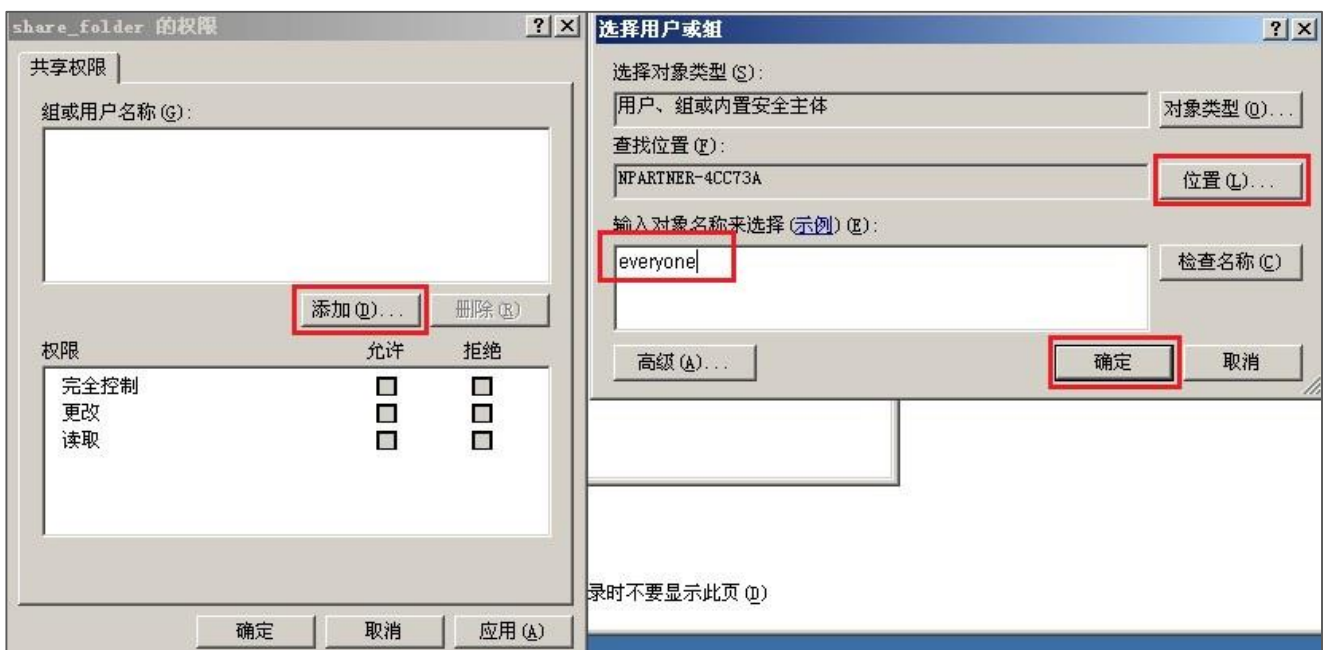 share_folder 的权限
共享权限
组或用户名称(G):
添加(D)...
删除(R)
权限 允许 拒绝
完全控制
更改
读取
确定 取消 应用(A)
选择用户或组
选择对象类型(S):
用户、组或内置安全主体
对象类型(O)...
查找位置(F):
NPARTNER-4CC73A
位置(L)...
输入对象名称来选择(示例)(E):
everyone
检查名称(C)
高级(A)...
确定 取消
录时不要显示此页(D)